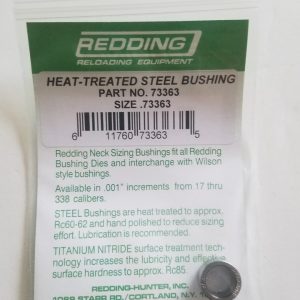 REDDING
RELOADING EQUIPMENT
HEAT-TREATED STEEL BUSHING
PART NO. 73363
SIZE .73363
6 11760 73363 5
Redding Neck Sizing Bushings fit all Redding
Bushing Dies and interchange with Wilson
style bushings.
Available in .001" increments from 17 thru
338 calibers.
STEEL Bushings are heat treated to approx.
Rc60-62 and hand polished to reduce sizing
effort. Lubrication is recommended.
TITANIUM NITRIDE surface treatment tech-
nology increases the lubricity and effective
surface hardness to approx. Rc85.
REDDING-HUNTER, INC.
1089 STARR RD./CORTLAND, N.Y.